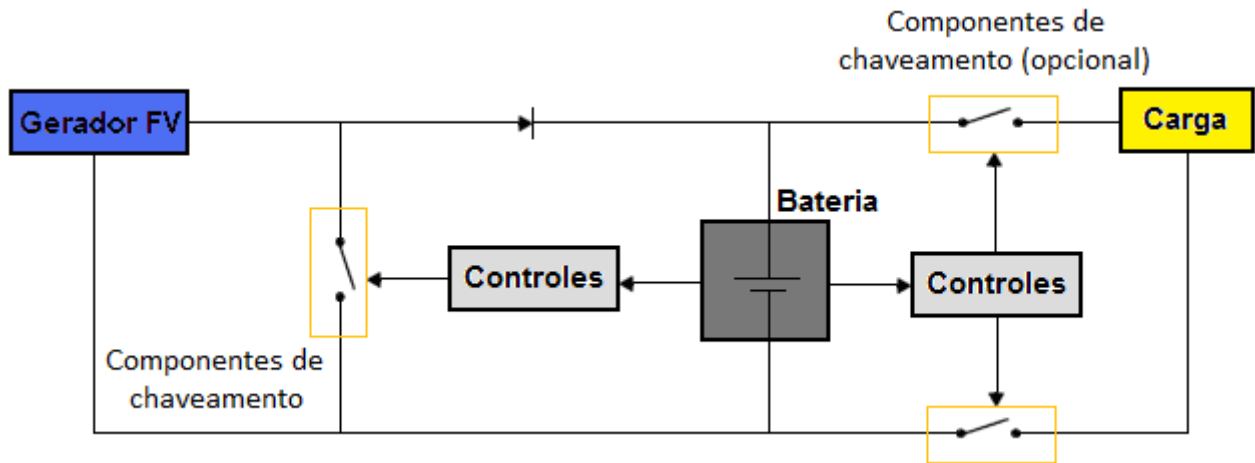 Componentes de
chaveamento (opcional)
Gerador FV
Carga
Bateria
Controles
Controles
Componentes de
chaveamento